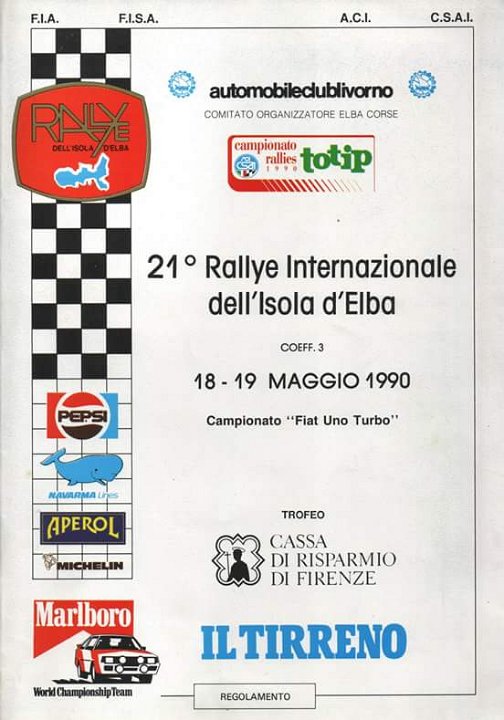 F.I.A. F.I.S.A. A.C.I. C.S.A.I.
RALLYE
DELL'ISOLA D'ELBA
automobileclublivorno
COMITATO ORGANIZZATORE ELBA CORSE
campionato
rallies
1990
totip
21° Rallye Internazionale
dell'Isola d'Elba
COEFF. 3
18 - 19 MAGGIO 1990
Campionato "Fiat Uno Turbo"
PEPSI
NAVARMA Lines
APEROL
MICHELIN
TROFEO
CASSA
DI RISPARMIO
DI FIRENZE
Marlboro
World Championship Team
IL TIRRENO
REGOLAMENTO